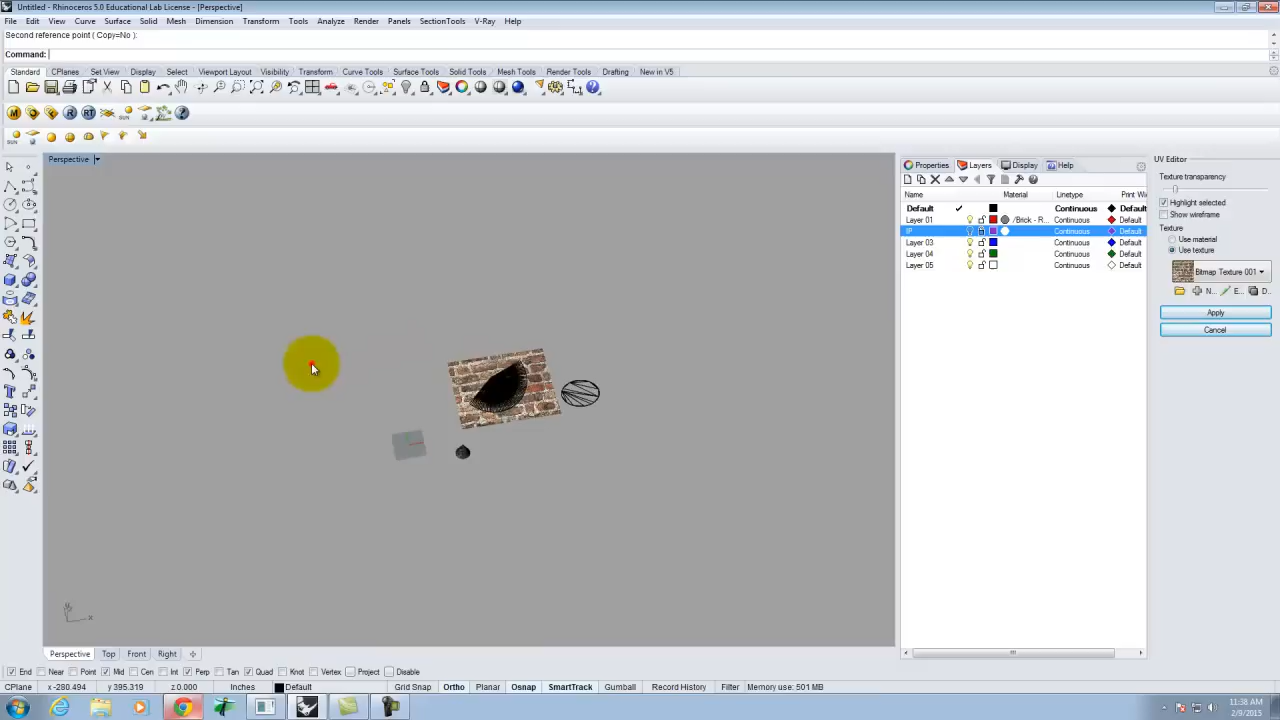 Untitled - Rhinoceros 5.0 Educational Lab License - [Perspective]
File Edit View Curve Surface Solid Mesh Dimension Transform Tools Analyze Render Panels SectionTools V-Ray Help
Second reference point ( Copy=No ):
Command:
Standard CPlanes Set View Display Select Viewport Layout Visibility Transform Curve Tools Surface Tools Solid Tools Mesh Tools Render Tools Drafting New in V5
M R RT
SUN
SUN
Perspective
Properties Layers Display Help
UV Editor
Texture transparency
Name Material Linetype Print Wi
Default Continuous Default
Highlight selected
Layer 01 /Brick - R... Continuous Default
Show wireframe
IP Continuous Default
Texture
Layer 03 Continuous Default
Use material
Layer 04 Continuous Default
Use texture
Layer 05 Continuous Default
Bitmap Texture 001
N... E... D...
Apply
Cancel
x
Perspective Top Front Right
End Near Point Mid Cen Int Perp Tan Quad Knot Vertex Project Disable
CPlane x -280.494 y 395.319 z 0.000 Inches Default Grid Snap Ortho Planar Osnap SmartTrack Gumball Record History Filter Memory use: 501 MB
11:38 AM
2/9/2015